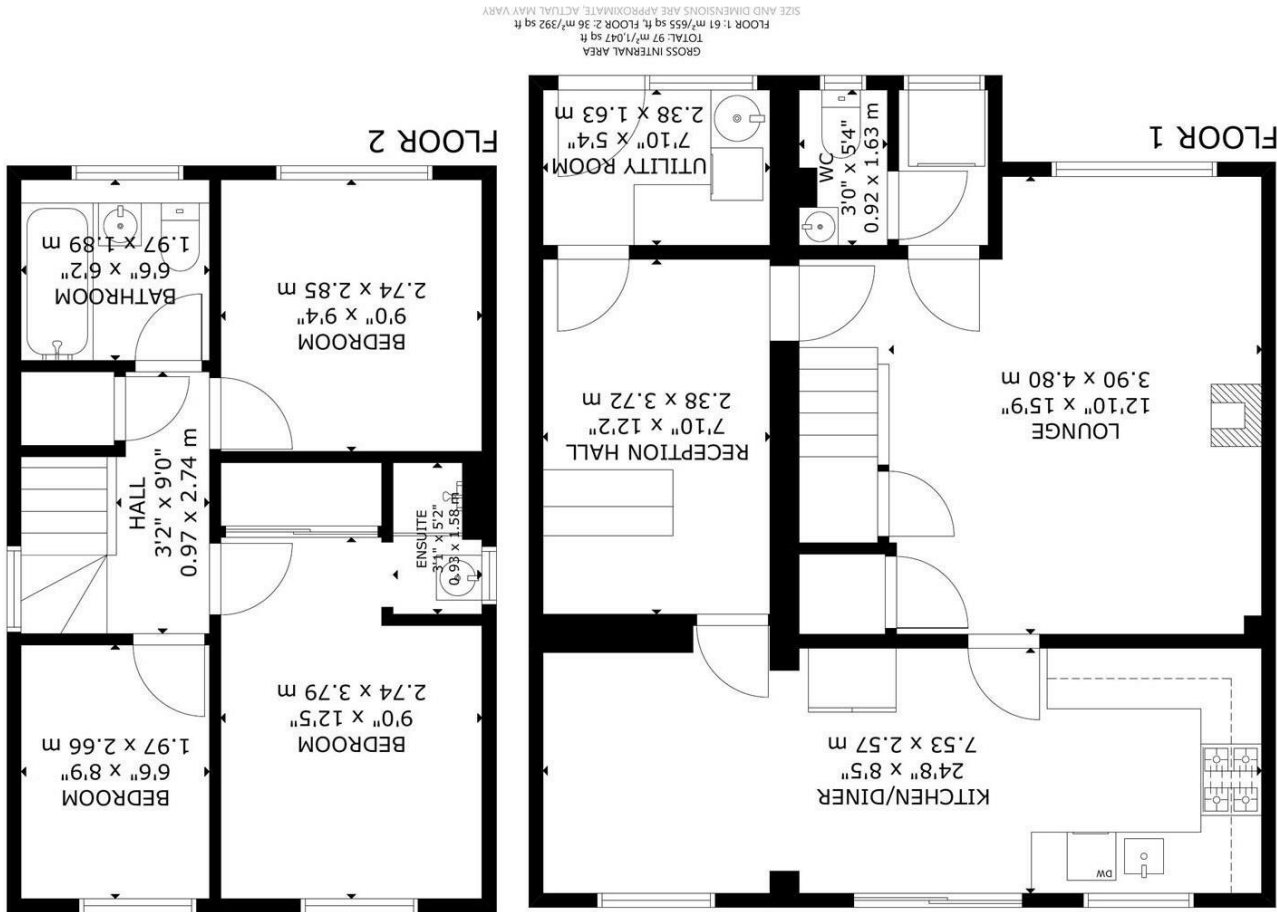 KITCHEN/DINER
24'8" x 8'5"
7.53 x 2.57 m
DW
LOUNGE
12'10" x 15'9"
3.90 x 4.80 m
RECEPTION HALL
7'10" x 12'2"
2.38 x 3.72 m
WC
3'0" x 5'4"
0.92 x 1.63 m
UTILITY ROOM
7'10" x 5'4"
2.38 x 1.63 m
FLOOR 1
BEDROOM
9'0" x 12'5"
2.74 x 3.79 m
BEDROOM
6'6" x 8'9"
1.97 x 2.66 m
ENSUITE
3'1" x 5'2"
0.93 x 1.58 m
HALL
3'2" x 9'0"
0.97 x 2.74 m
BEDROOM
9'0" x 9'4"
2.74 x 2.85 m
BATHROOM
6'6" x 6'2"
1.97 x 1.89 m
FLOOR 2
GROSS INTERNAL AREA
TOTAL: 97 m²/1,047 sq ft
FLOOR 1: 61 m²/655 sq ft, FLOOR 2: 36 m²/392 sq ft
SIZE AND DIMENSIONS ARE APPROXIMATE, ACTUAL MAY VARY